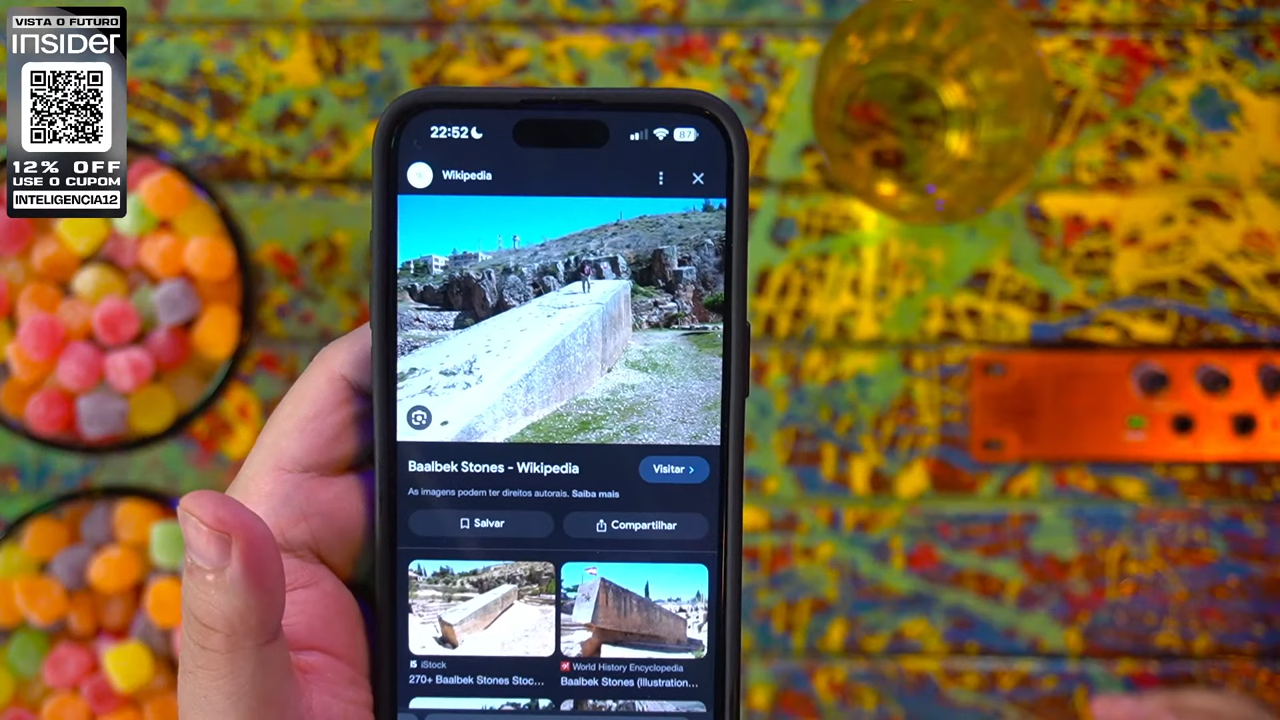 VISTA O FUTURO
INSIDER
12% OFF
USE O CUPOM
INTELIGENCIA12
22:52
87
Wikipedia
Baalbek Stones - Wikipedia
Visitar >
As imagens podem ter direitos autorais. Saiba mais
Salvar
Compartilhar
iStock
270+ Baalbek Stones Stoc...
World History Encyclopedia
Baalbek Stones (Illustration...